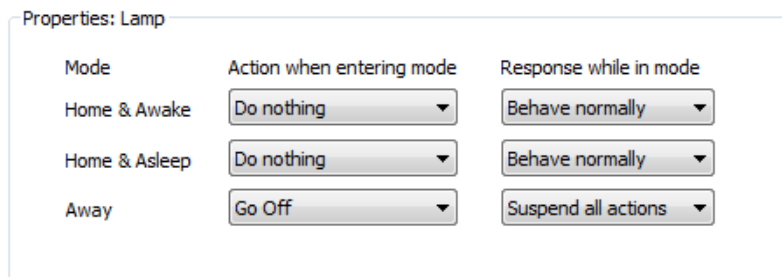 Properties: Lamp
Mode Action when entering mode Response while in mode
Home & Awake Do nothing Behave normally
Home & Asleep Do nothing Behave normally
Away Go Off Suspend all actions